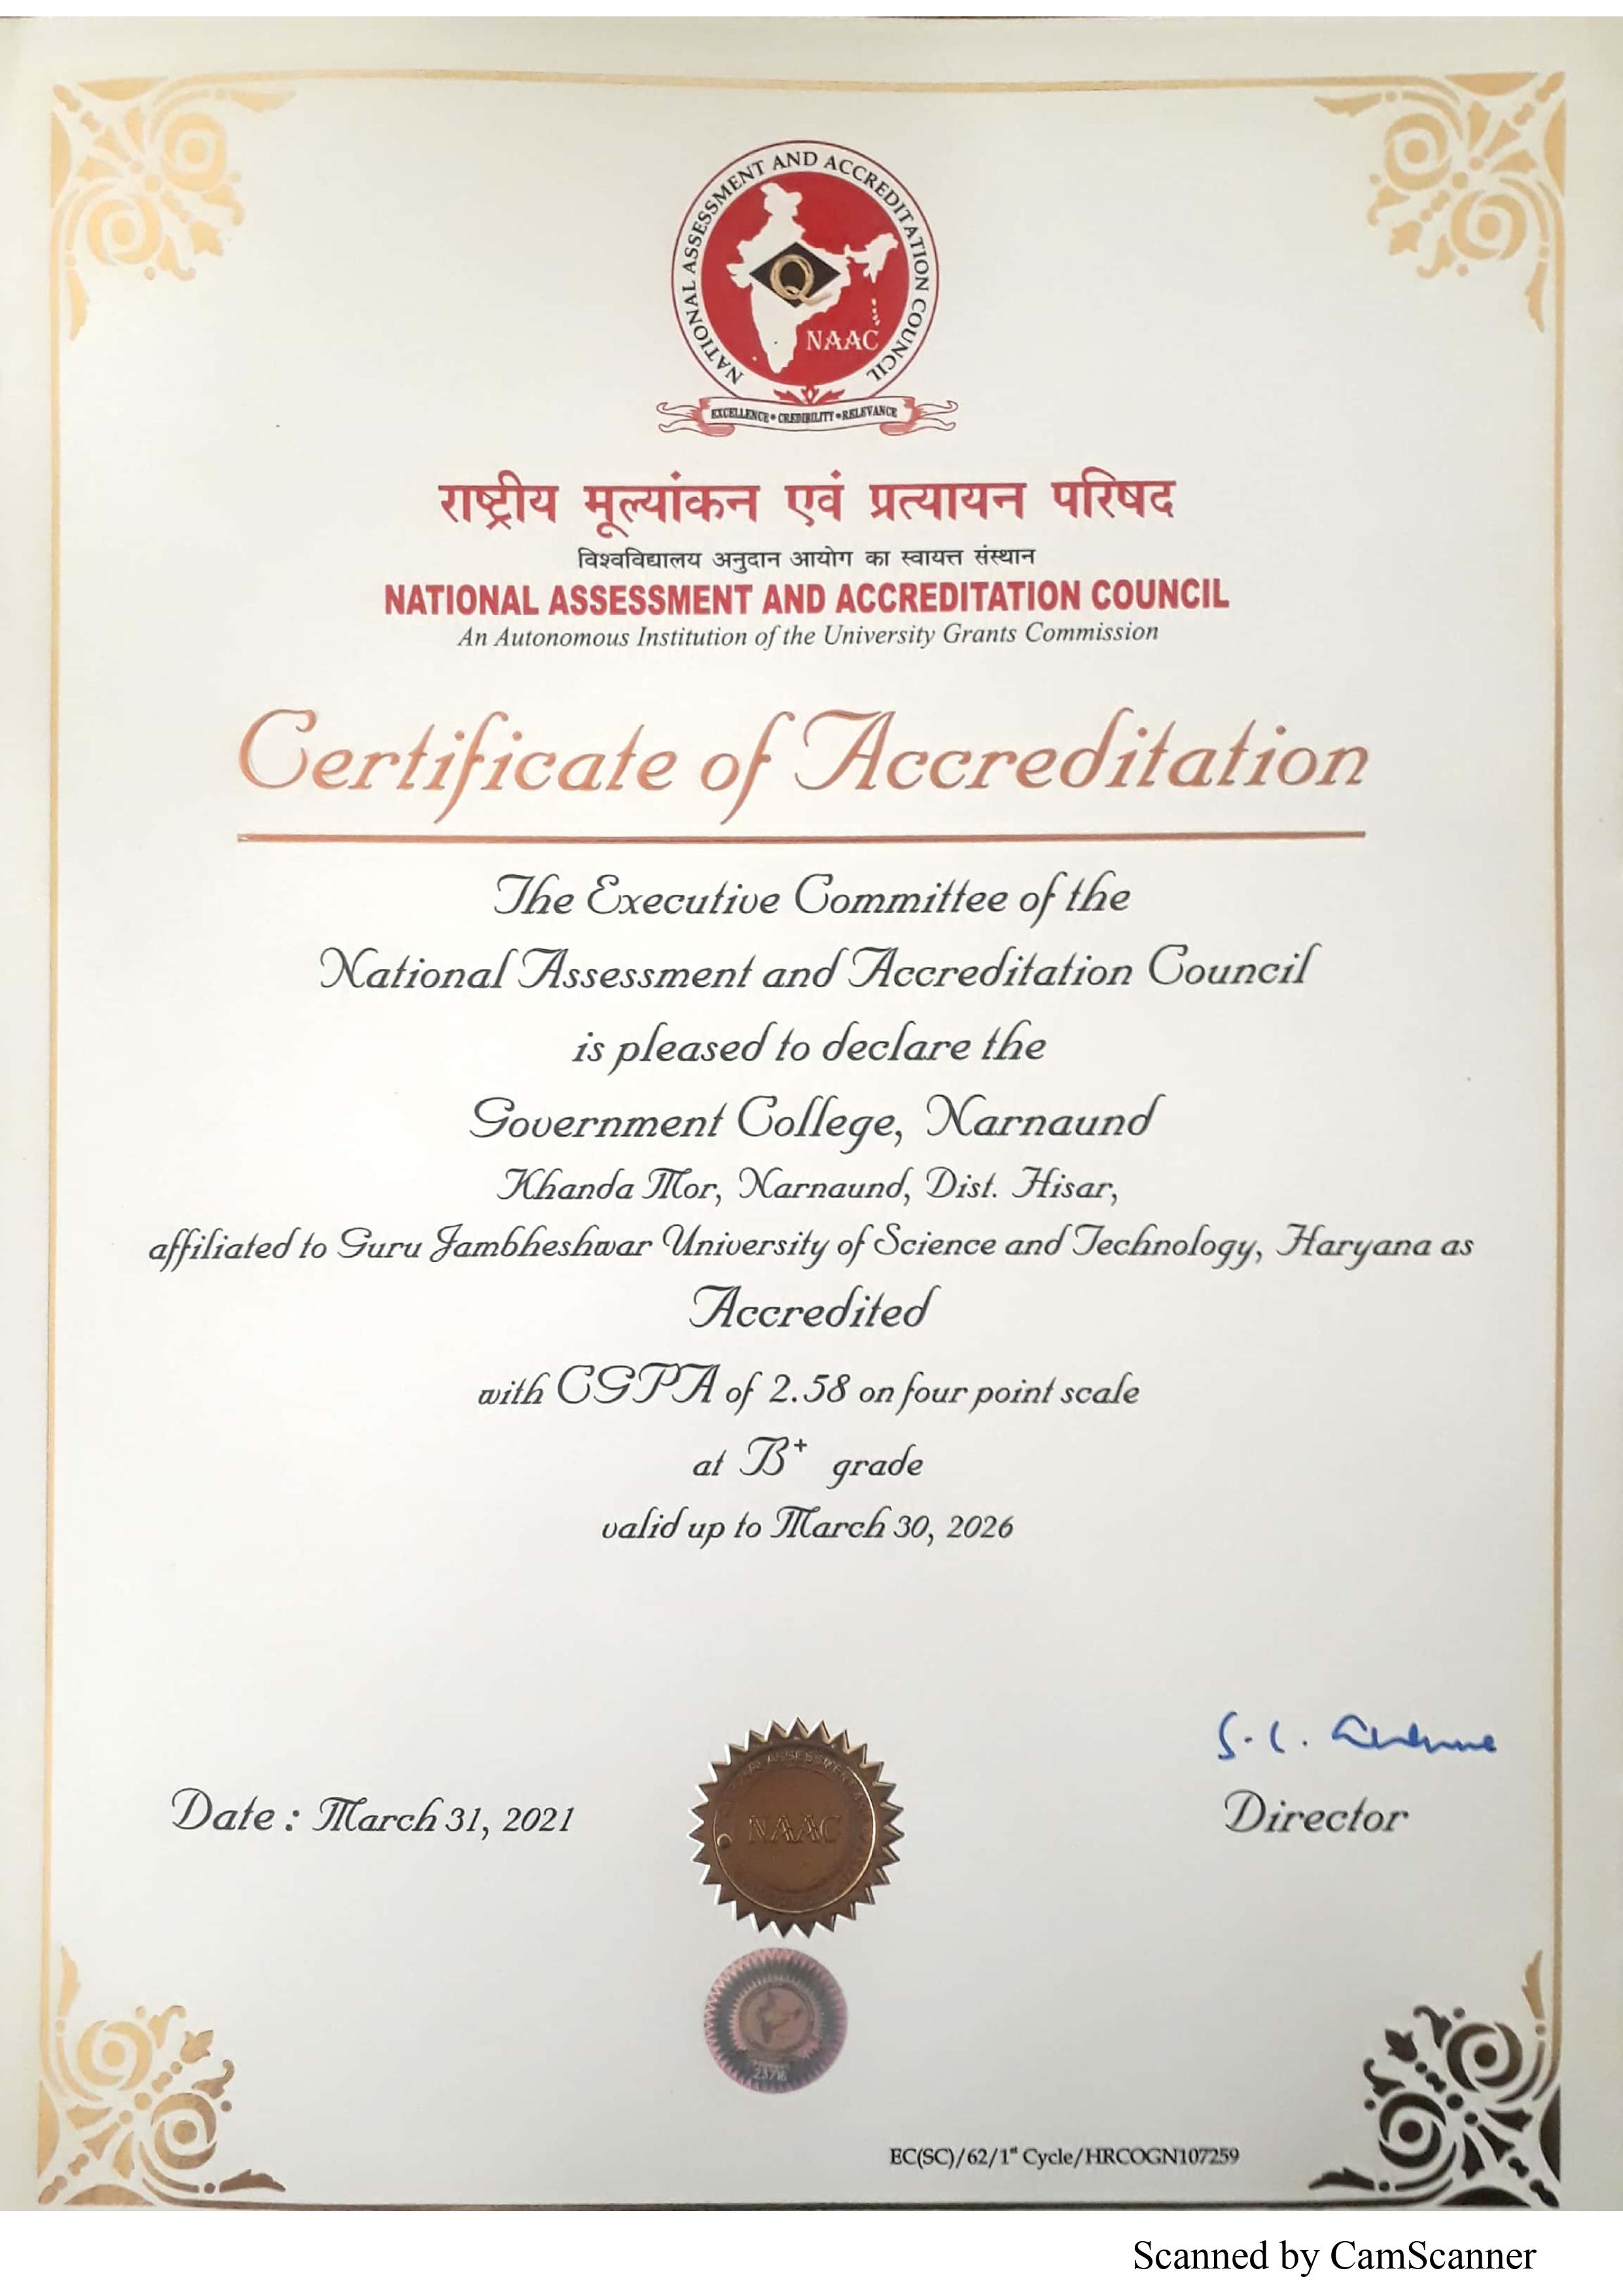 NATIONAL ASSESSMENT AND ACCREDITATION COUNCIL
Q
NAAC
EXCELLENCE • CREDIBILITY • RELEVANCE
राष्ट्रीय मूल्यांकन एवं प्रत्यायन परिषद
विश्वविद्यालय अनुदान आयोग का स्वायत्त संस्थान
NATIONAL ASSESSMENT AND ACCREDITATION COUNCIL
An Autonomous Institution of the University Grants Commission
Certificate of Accreditation
The Executive Committee of the
National Assessment and Accreditation Council
is pleased to declare the
Government College, Narnaund
Khanda Mor, Narnaund, Dist. Hisar,
affiliated to Guru Jambheshwar University of Science and Technology, Haryana as
Accredited
with CGPA of 2.58 on four point scale
at B+ grade
valid up to March 30, 2026
Date : March 31, 2021
NAAC
Director
EC(SC)/62/1st Cycle/HRCOGN107259
Scanned by CamScanner